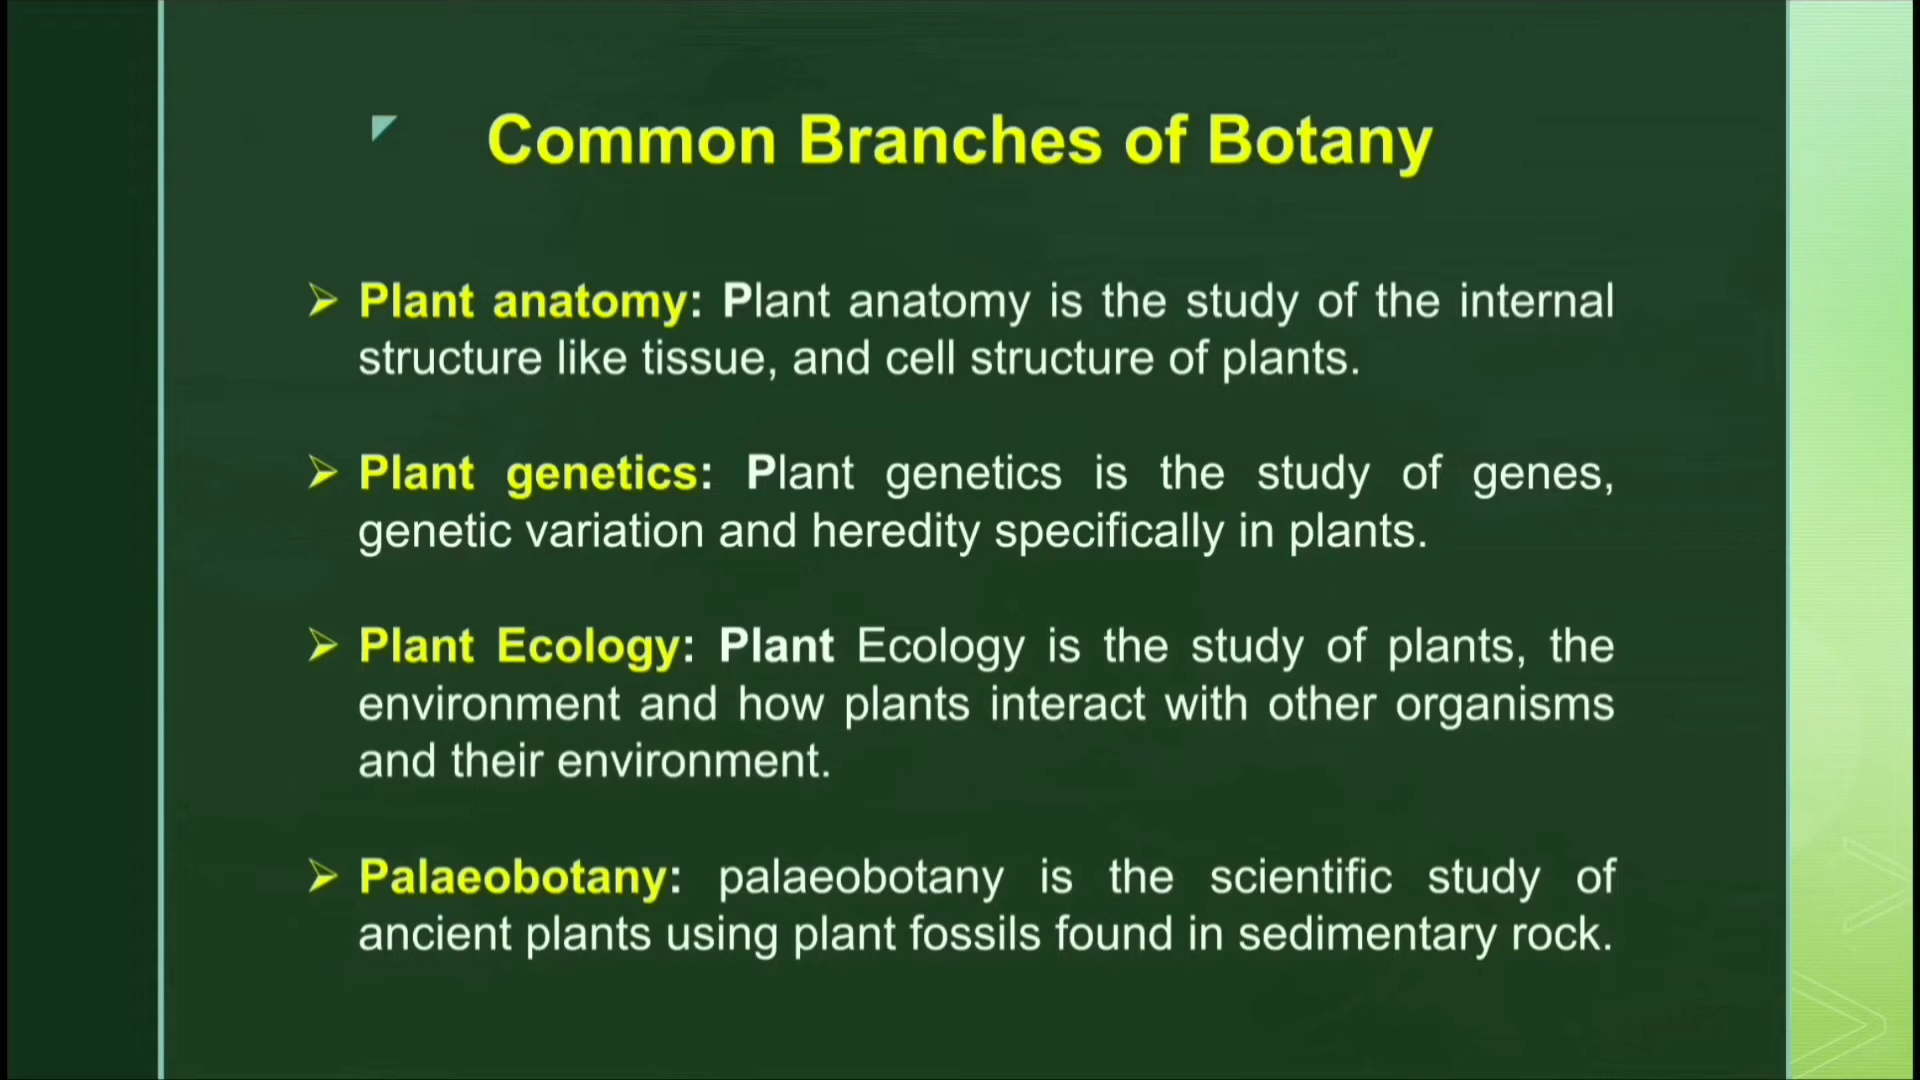 Common Branches of Botany
Plant anatomy: Plant anatomy is the study of the internal
structure like tissue, and cell structure of plants.
Plant genetics: Plant genetics is the study of genes,
genetic variation and heredity specifically in plants.
Plant Ecology: Plant Ecology is the study of plants, the
environment and how plants interact with other organisms
and their environment.
Palaeobotany: palaeobotany is the scientific study of
ancient plants using plant fossils found in sedimentary rock.